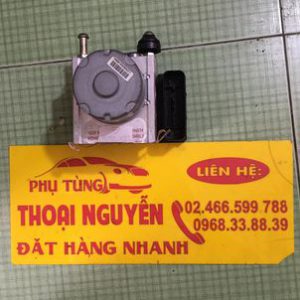 LIÊN HỆ:
PHỤ TÙNG
THOẠI NGUYỄN
02.466.599 788
0968.33.88.39
ĐẶT HÀNG NHANH